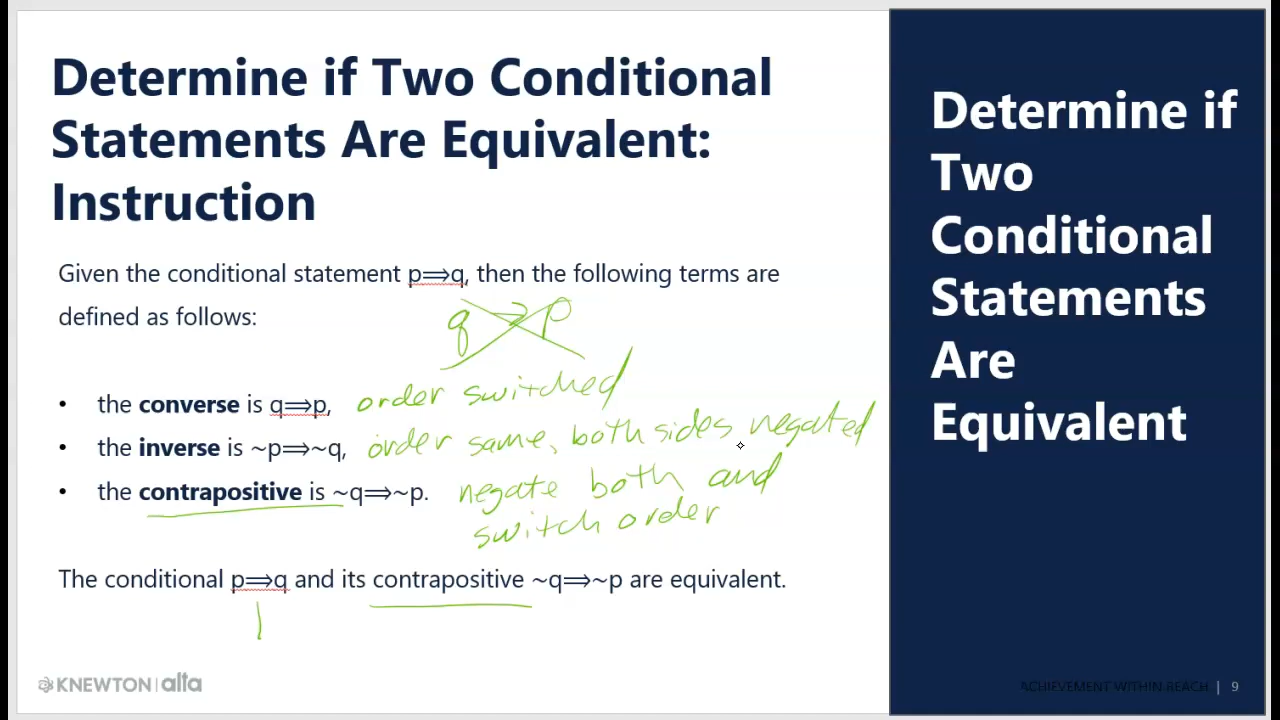 Determine if Two Conditional
Statements Are Equivalent:
Instruction
Given the conditional statement p⟹q, then the following terms are
defined as follows:
q → p
• the converse is q⟹p, order switched
• the inverse is ~p⟹~q, order same, both sides negated
• the contrapositive is ~q⟹~p. negate both and
switch order
The conditional p⟹q and its contrapositive ~q⟹~p are equivalent.
KNEWTON | alta
Determine if
Two
Conditional
Statements
Are
Equivalent
ACHIEVEMENT WITHIN REACH | 9